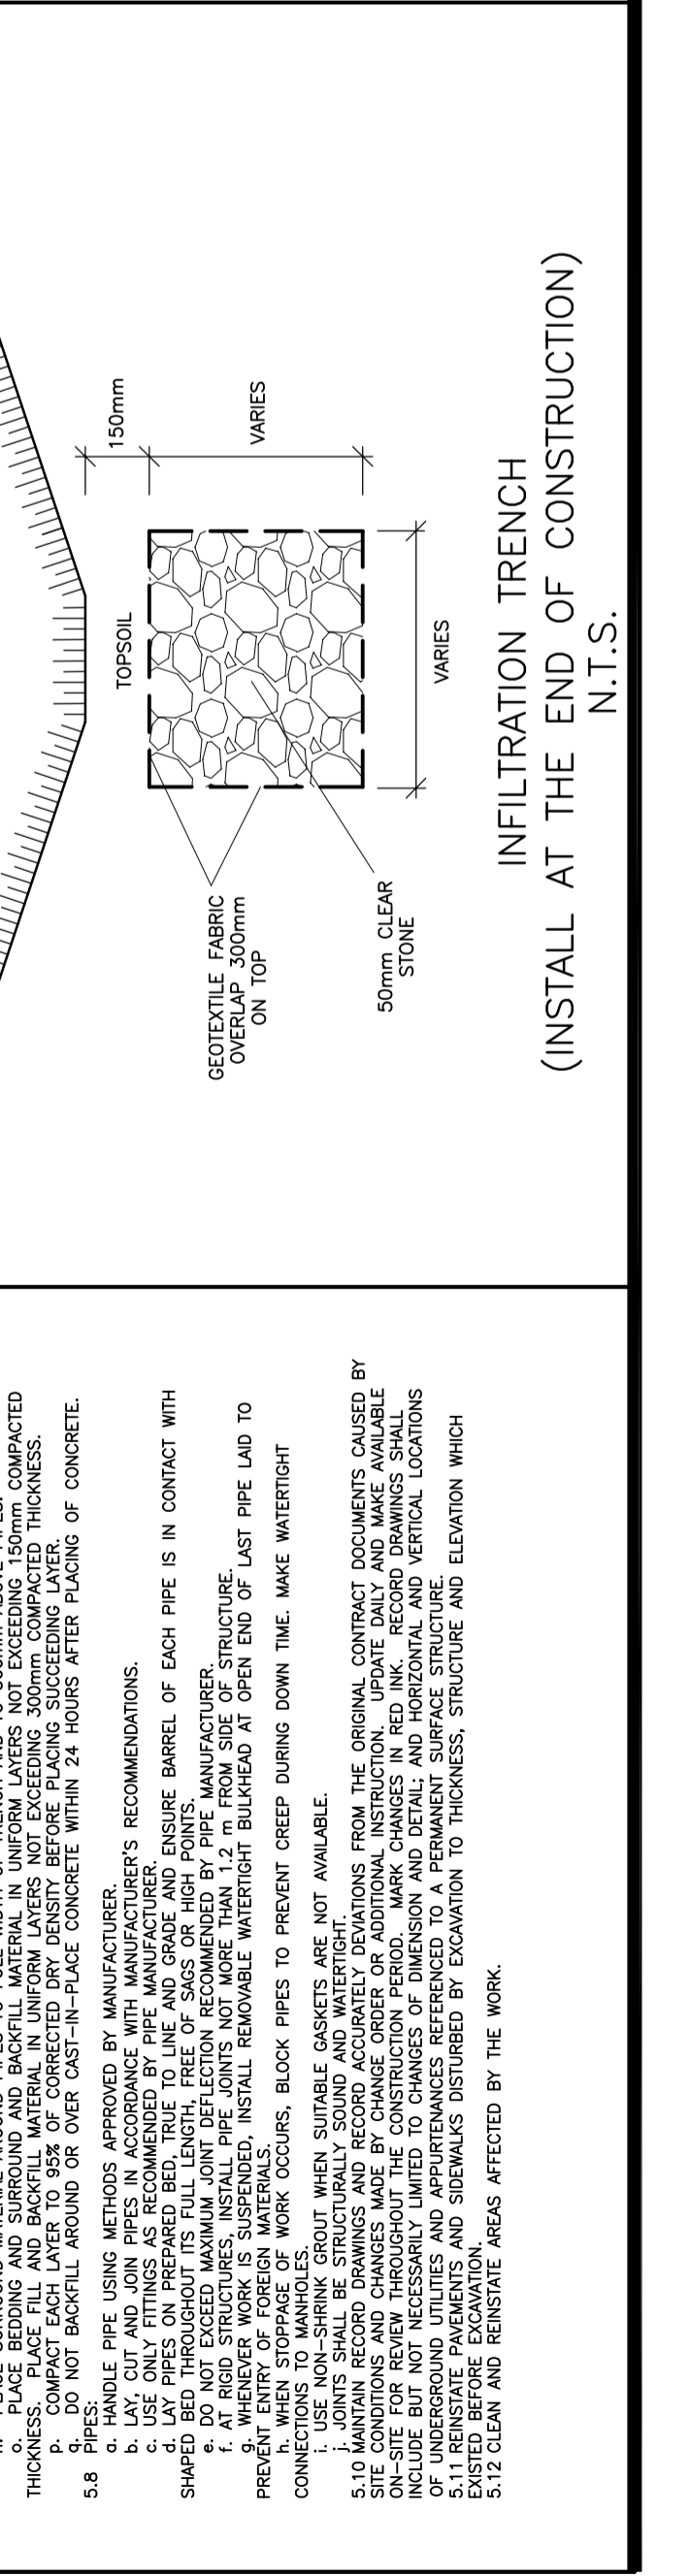 o. PLACE BEDDING AND SURROUND AND BACKFILL MATERIAL IN UNIFORM LAYERS NOT EXCEEDING 150mm COMPACTED
THICKNESS. PLACE FILL AND BACKFILL MATERIAL IN UNIFORM LAYERS NOT EXCEEDING 300mm COMPACTED THICKNESS.
p. COMPACT EACH LAYER TO 95% OF CORRECTED DRY DENSITY BEFORE PLACING SUCCEEDING LAYER.
q. DO NOT BACKFILL AROUND OR OVER CAST-IN-PLACE CONCRETE WITHIN 24 HOURS AFTER PLACING OF CONCRETE.
5.8 PIPES:
a. HANDLE PIPE USING METHODS APPROVED BY MANUFACTURER.
b. LAY, CUT AND JOIN PIPES IN ACCORDANCE WITH MANUFACTURER'S RECOMMENDATIONS.
c. USE ONLY FITTINGS AS RECOMMENDED BY PIPE MANUFACTURER.
d. LAY PIPES ON PREPARED BED, TRUE TO LINE AND GRADE AND ENSURE BARREL OF EACH PIPE IS IN CONTACT WITH
SHAPED BED THROUGHOUT ITS FULL LENGTH, FREE OF SAGS OR HIGH POINTS.
e. DO NOT EXCEED MAXIMUM JOINT DEFLECTION RECOMMENDED BY PIPE MANUFACTURER.
f. AT RIGID STRUCTURES, INSTALL PIPE JOINTS NOT MORE THAN 1.2 m FROM SIDE OF STRUCTURE.
g. WHENEVER WORK IS SUSPENDED, INSTALL REMOVABLE WATERTIGHT BULKHEAD AT OPEN END OF LAST PIPE LAID TO
PREVENT ENTRY OF FOREIGN MATERIALS.
h. WHEN STOPPAGE OF WORK OCCURS, BLOCK PIPES TO PREVENT CREEP DURING DOWN TIME. MAKE WATERTIGHT
CONNECTIONS TO MANHOLES.
i. USE NON-SHRINK GROUT WHEN SUITABLE GASKETS ARE NOT AVAILABLE.
j. JOINTS SHALL BE STRUCTURALLY SOUND AND WATERTIGHT.
5.10 MAINTAIN RECORD DRAWINGS AND RECORD ACCURATELY DEVIATIONS FROM THE ORIGINAL CONTRACT DOCUMENTS CAUSED BY
SITE CONDITIONS AND CHANGES MADE BY CHANGE ORDER OR ADDITIONAL INSTRUCTION. UPDATE DAILY AND MAKE AVAILABLE
ON-SITE FOR REVIEW THROUGHOUT THE CONSTRUCTION PERIOD. MARK CHANGES IN RED INK. RECORD DRAWINGS SHALL
INCLUDE BUT NOT NECESSARILY LIMITED TO CHANGES OF DIMENSION AND DETAIL; AND HORIZONTAL AND VERTICAL LOCATIONS
OF UNDERGROUND UTILITIES AND APPURTENANCES REFERENCED TO A PERMANENT SURFACE STRUCTURE.
5.11 REINSTATE PAVEMENTS AND SIDEWALKS DISTURBED BY EXCAVATION TO THICKNESS, STRUCTURE AND ELEVATION WHICH
EXISTED BEFORE EXCAVATION.
5.12 CLEAN AND REINSTATE AREAS AFFECTED BY THE WORK.
TOPSOIL
150mm
VARIES
GEOTEXTILE FABRIC
OVERLAP 300mm
ON TOP
50mm CLEAR
STONE
VARIES
INFILTRATION TRENCH
(INSTALL AT THE END OF CONSTRUCTION)
N.T.S.